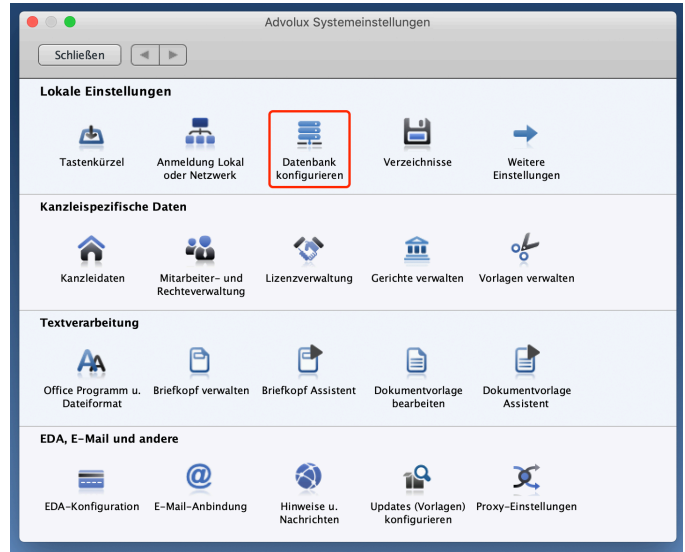 Advolux Systemeinstellungen
Schließen
Lokale Einstellungen
Tastenkürzel
Anmeldung Lokal
oder Netzwerk
Datenbank
konfigurieren
Verzeichnisse
Weitere
Einstellungen
Kanzleispezifische Daten
Kanzleidaten
Mitarbeiter- und
Rechteverwaltung
Lizenzverwaltung
Gerichte verwalten
Vorlagen verwalten
Textverarbeitung
Office Programm u.
Dateiformat
Briefkopf verwalten
Briefkopf Assistent
Dokumentvorlage
bearbeiten
Dokumentvorlage
Assistent
EDA, E-Mail und andere
EDA-Konfiguration
E-Mail-Anbindung
Hinweise u.
Nachrichten
Updates (Vorlagen)
konfigurieren
Proxy-Einstellungen